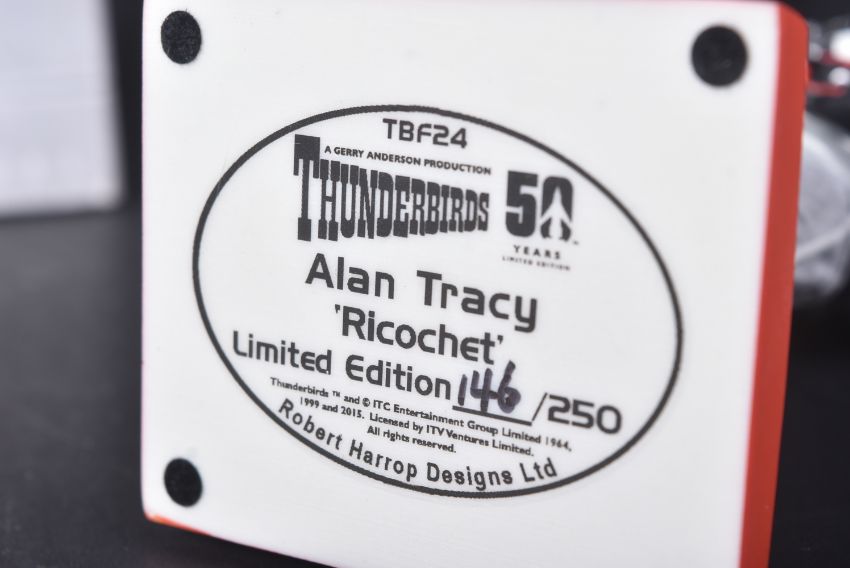 TBF24
A GERRY ANDERSON PRODUCTION
THUNDERBIRDS 50
YEARS
LIMITED EDITION
Alan Tracy
'Ricochet'
Limited Edition 146/250
Thunderbirds ™ and © ITC Entertainment Group Limited 1964,
1999 and 2015. Licensed by ITV Ventures Limited.
All rights reserved.
Robert Harrop Designs Ltd